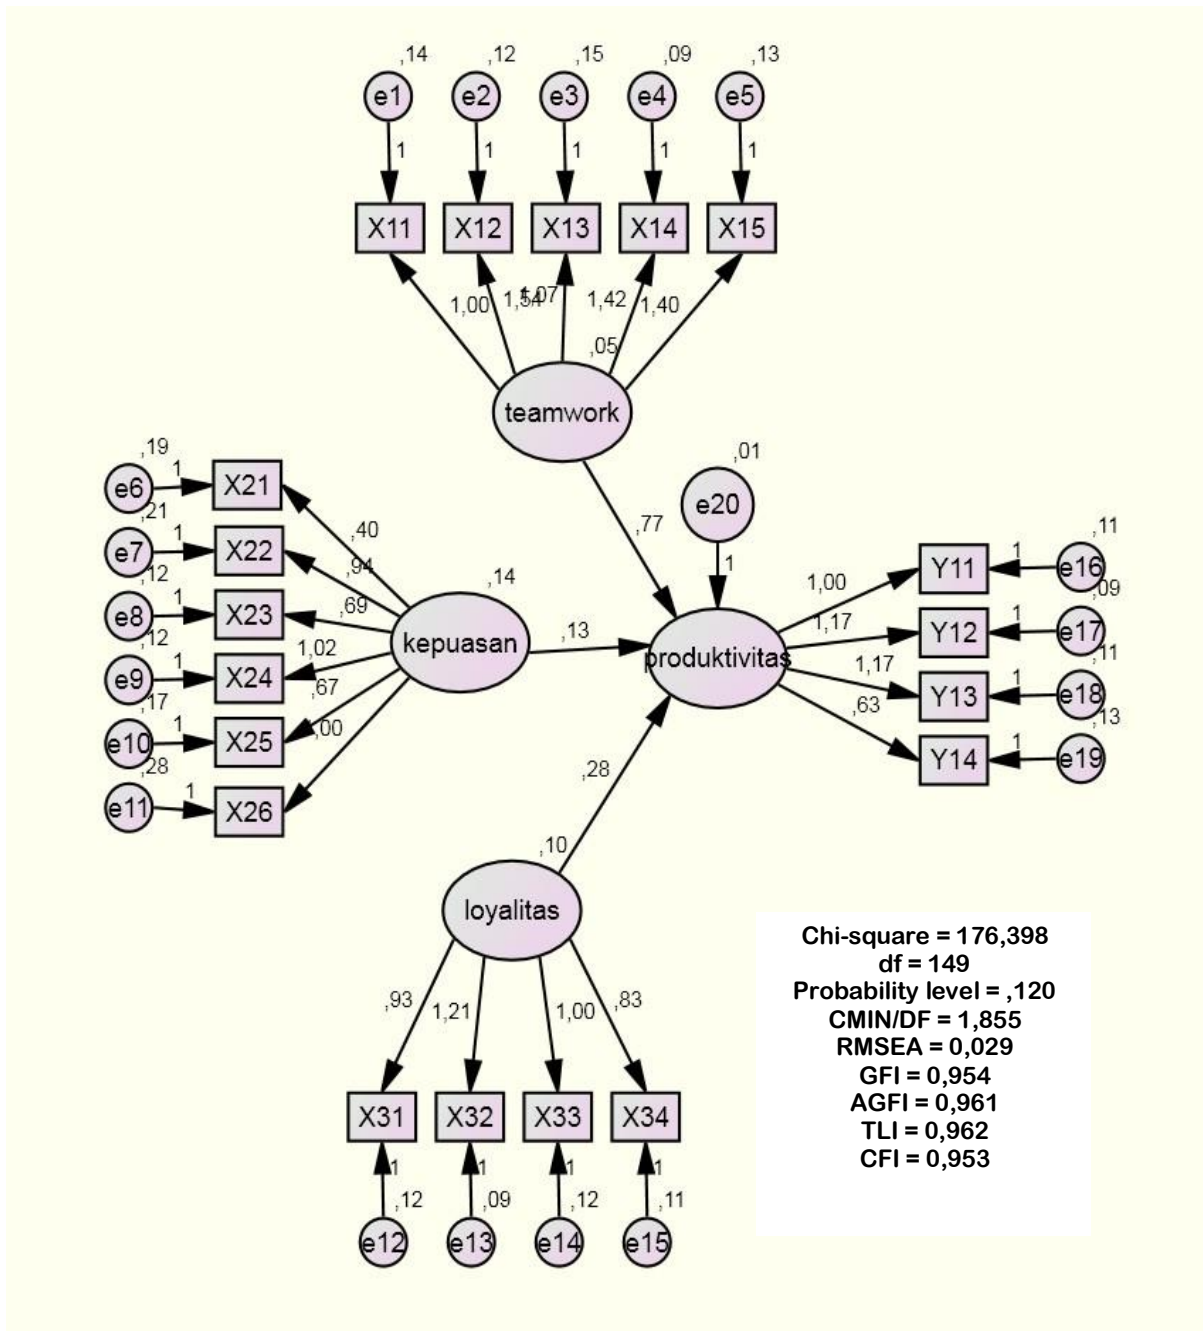 ,14 ,12 ,15 ,09 ,13
e1 e2 e3 e4 e5
1 1 1 1 1
X11 X12 X13 X14 X15
1,00 1,54 1,07 1,42 1,40
,05
teamwork
,77
,01
e20
1
,19
e6 1 X21
,21
e7 1 X22
,12
e8 1 X23
,12
e9 1 X24
,17
e10 1 X25
,28
e11 1 X26
,40
,94
,69
1,02
,67
,00
,14
kepuasan
,13
produktivitas
1,00
1,17
1,17
,63
,11
Y11 1 e16
,09
Y12 1 e17
,11
Y13 1 e18
,13
Y14 1 e19
,28
,10
loyalitas
,93 1,21 1,00 ,83
X31 X32 X33 X34
1 1 1 1
,12 ,09 ,12 ,11
e12 e13 e14 e15
Chi-square = 176,398
df = 149
Probability level = ,120
CMIN/DF = 1,855
RMSEA = 0,029
GFI = 0,954
AGFI = 0,961
TLI = 0,962
CFI = 0,953